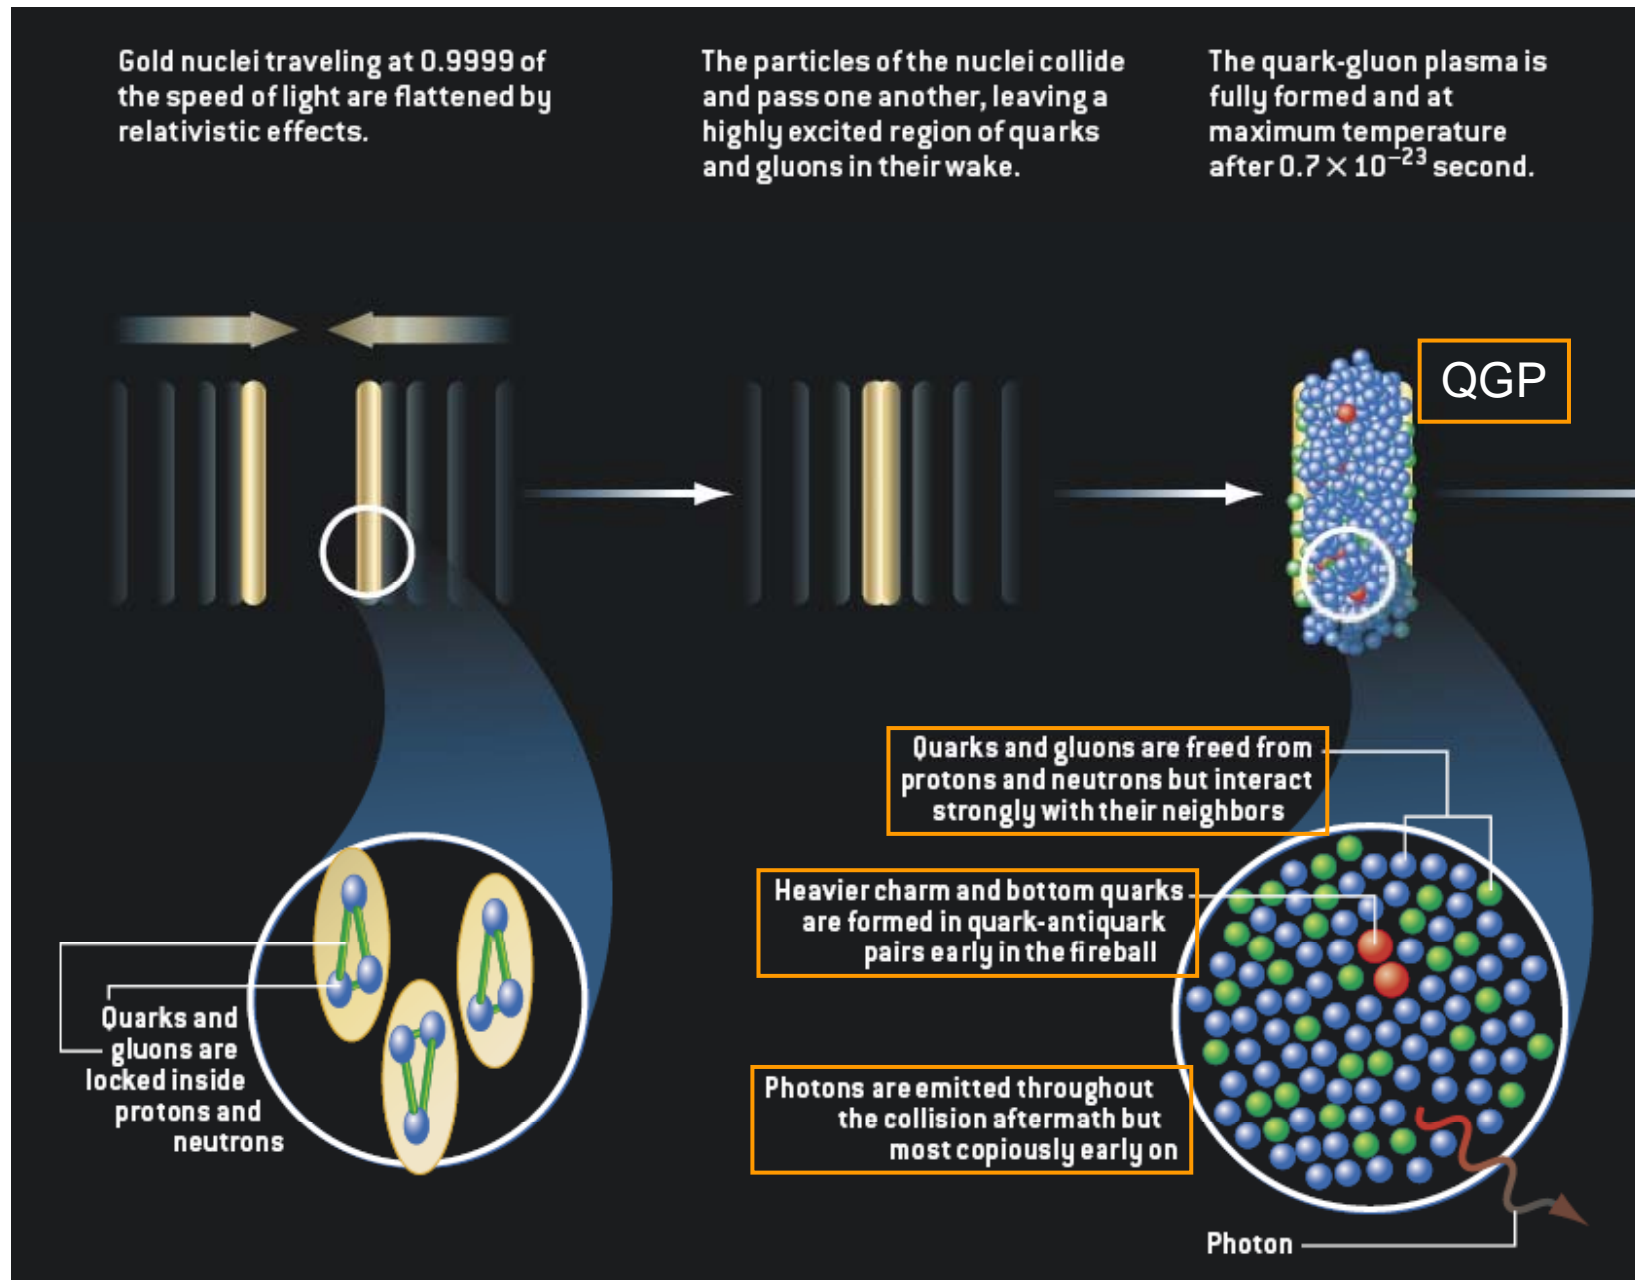 Gold nuclei traveling at 0.9999 of
the speed of light are flattened by
relativistic effects.
The particles of the nuclei collide
and pass one another, leaving a
highly excited region of quarks
and gluons in their wake.
The quark-gluon plasma is
fully formed and at
maximum temperature
after 0.7 × 10⁻²³ second.
QGP
Quarks and gluons are freed from
protons and neutrons but interact
strongly with their neighbors
Heavier charm and bottom quarks
are formed in quark-antiquark
pairs early in the fireball
Quarks and
gluons are
locked inside
protons and
neutrons
Photons are emitted throughout
the collision aftermath but
most copiously early on
Photon